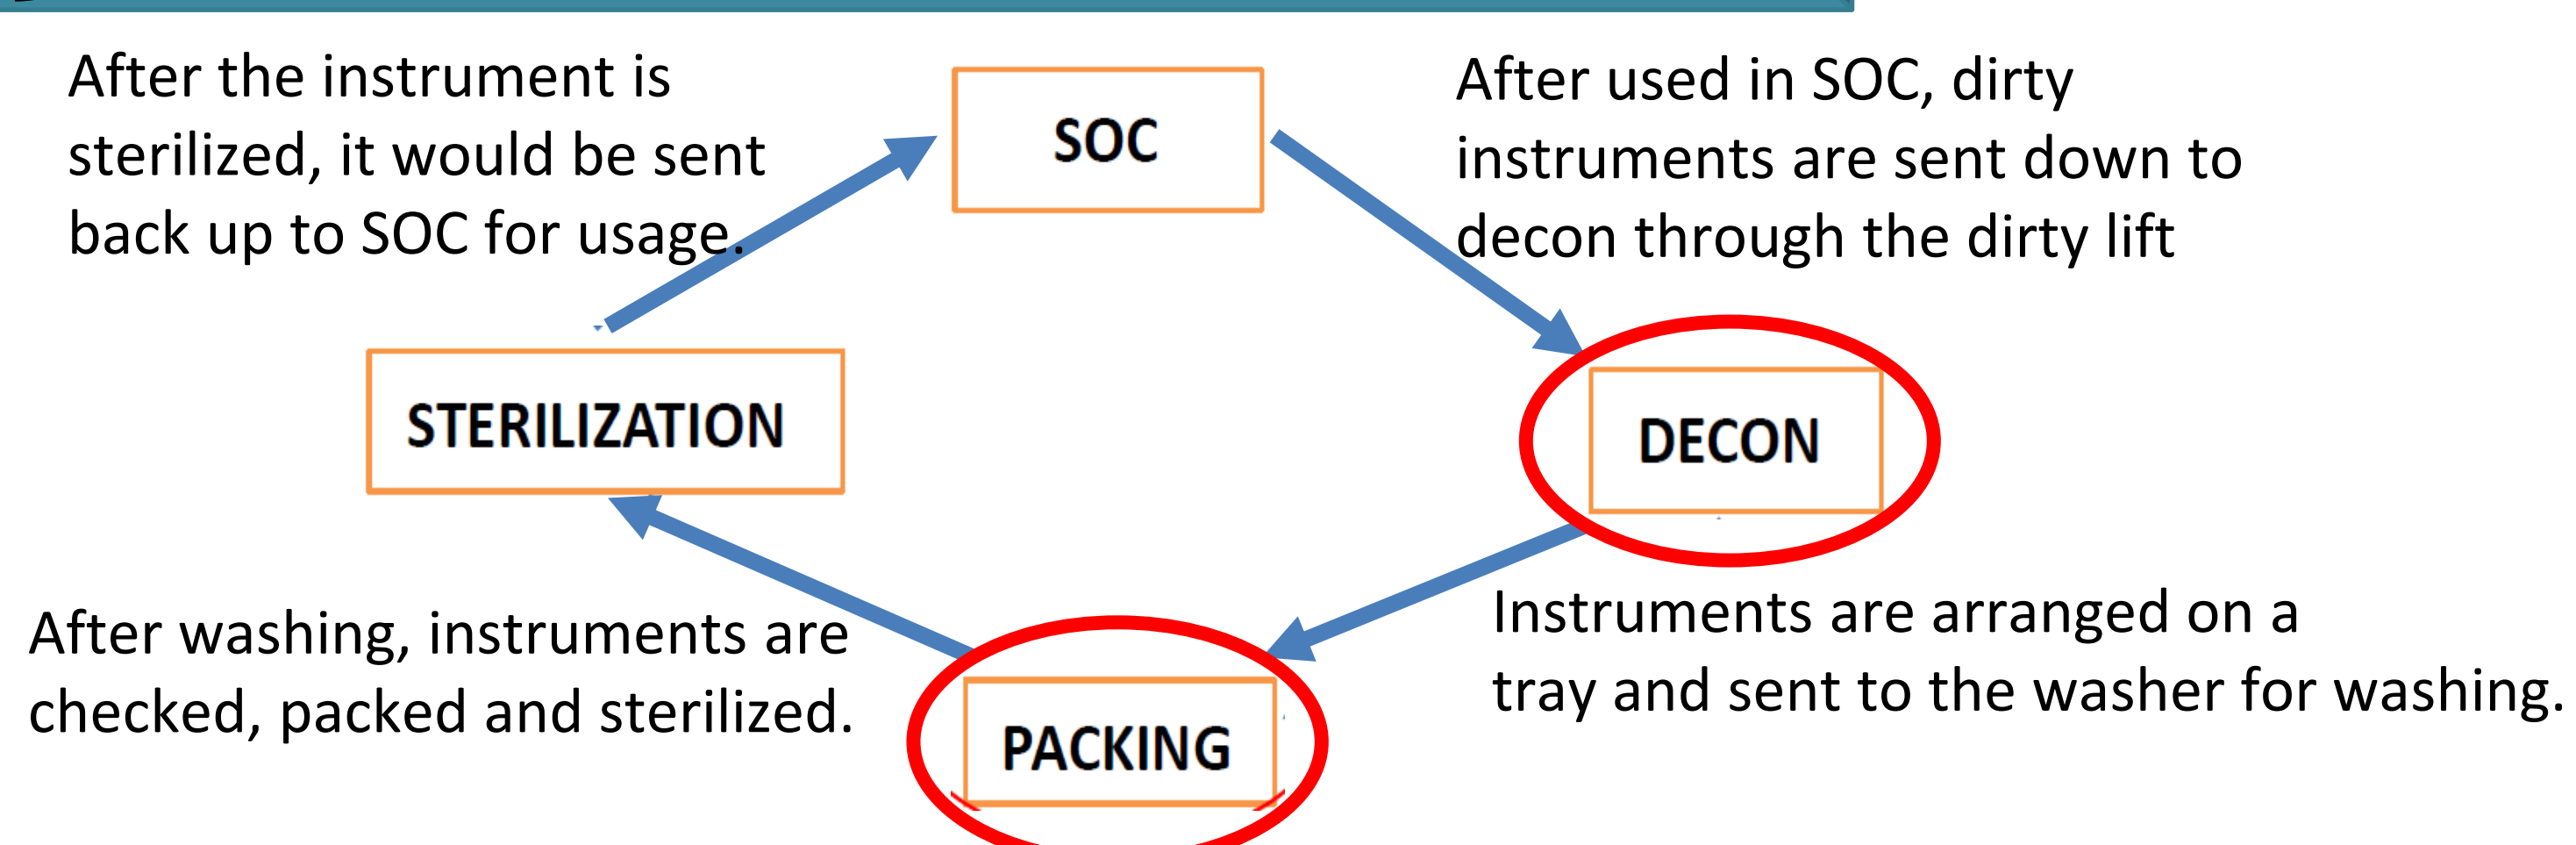 After the instrument is
sterilized, it would be sent
back up to SOC for usage.
SOC
After used in SOC, dirty
instruments are sent down to
decon through the dirty lift
STERILIZATION
DECON
After washing, instruments are
checked, packed and sterilized.
PACKING
Instruments are arranged on a
tray and sent to the washer for washing.